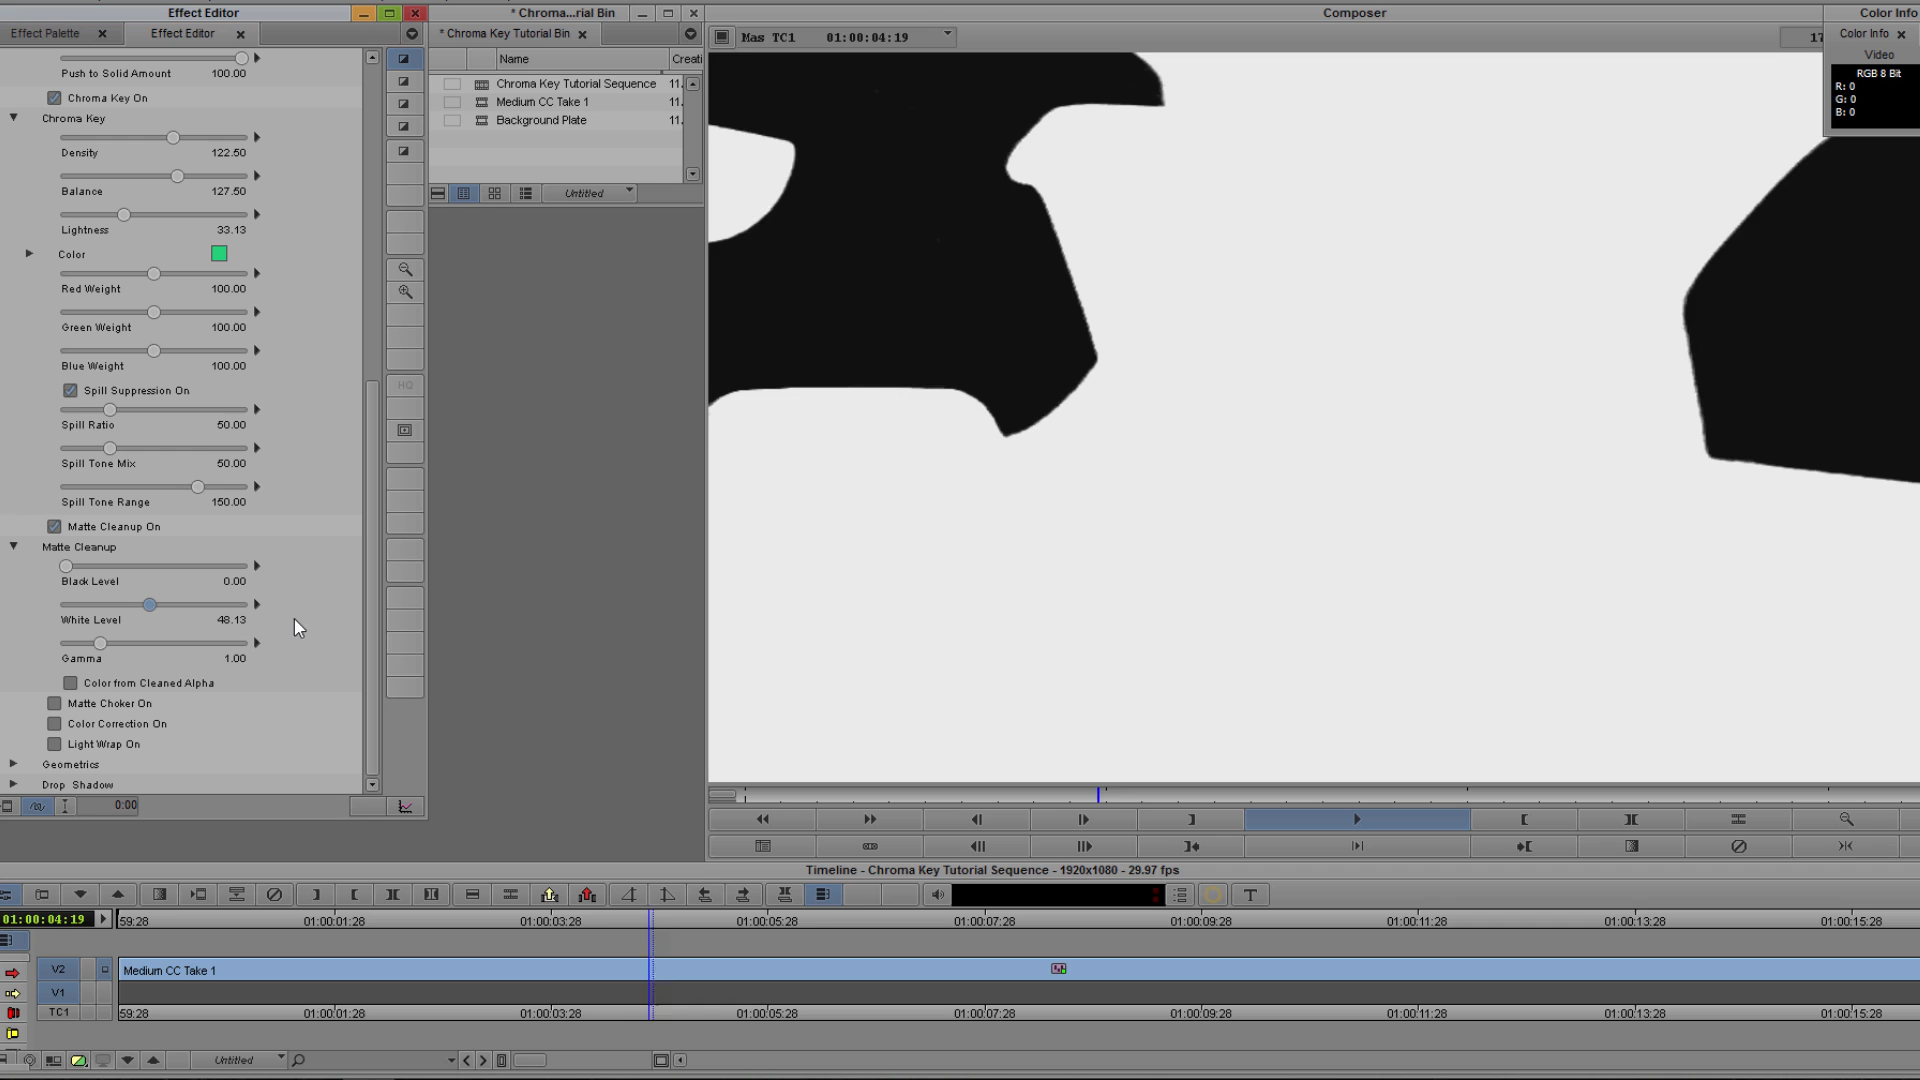 Effect Editor
* Chroma...rial Bin
Composer
Color Info
Effect Palette
Effect Editor
* Chroma Key Tutorial Bin
Mas TC1 01:00:04:19
17
Color Info
Video
RGB 8 Bit
R: 0
G: 0
B: 0
Name
Creati
Chroma Key Tutorial Sequence 11.
Medium CC Take 1 11.
Background Plate 11.
Untitled
Push to Solid Amount 100.00
Chroma Key On
Chroma Key
Density 122.50
Balance 127.50
Lightness 33.13
Color
Red Weight 100.00
Green Weight 100.00
Blue Weight 100.00
Spill Suppression On
Spill Ratio 50.00
Spill Tone Mix 50.00
Spill Tone Range 150.00
Matte Cleanup On
Matte Cleanup
Black Level 0.00
White Level 48.13
Gamma 1.00
Color from Cleaned Alpha
Matte Choker On
Color Correction On
Light Wrap On
Geometrics
Drop Shadow
0:00
HQ
Timeline - Chroma Key Tutorial Sequence - 1920x1080 - 29.97 fps
T
01:00:04:19
59:28 01:00:01:28 01:00:03:28 01:00:05:28 01:00:07:28 01:00:09:28 01:00:11:28 01:00:13:28 01:00:15:28
V2 Medium CC Take 1
V1
TC1 59:28 01:00:01:28 01:00:03:28 01:00:05:28 01:00:07:28 01:00:09:28 01:00:11:28 01:00:13:28 01:00:15:28
Untitled